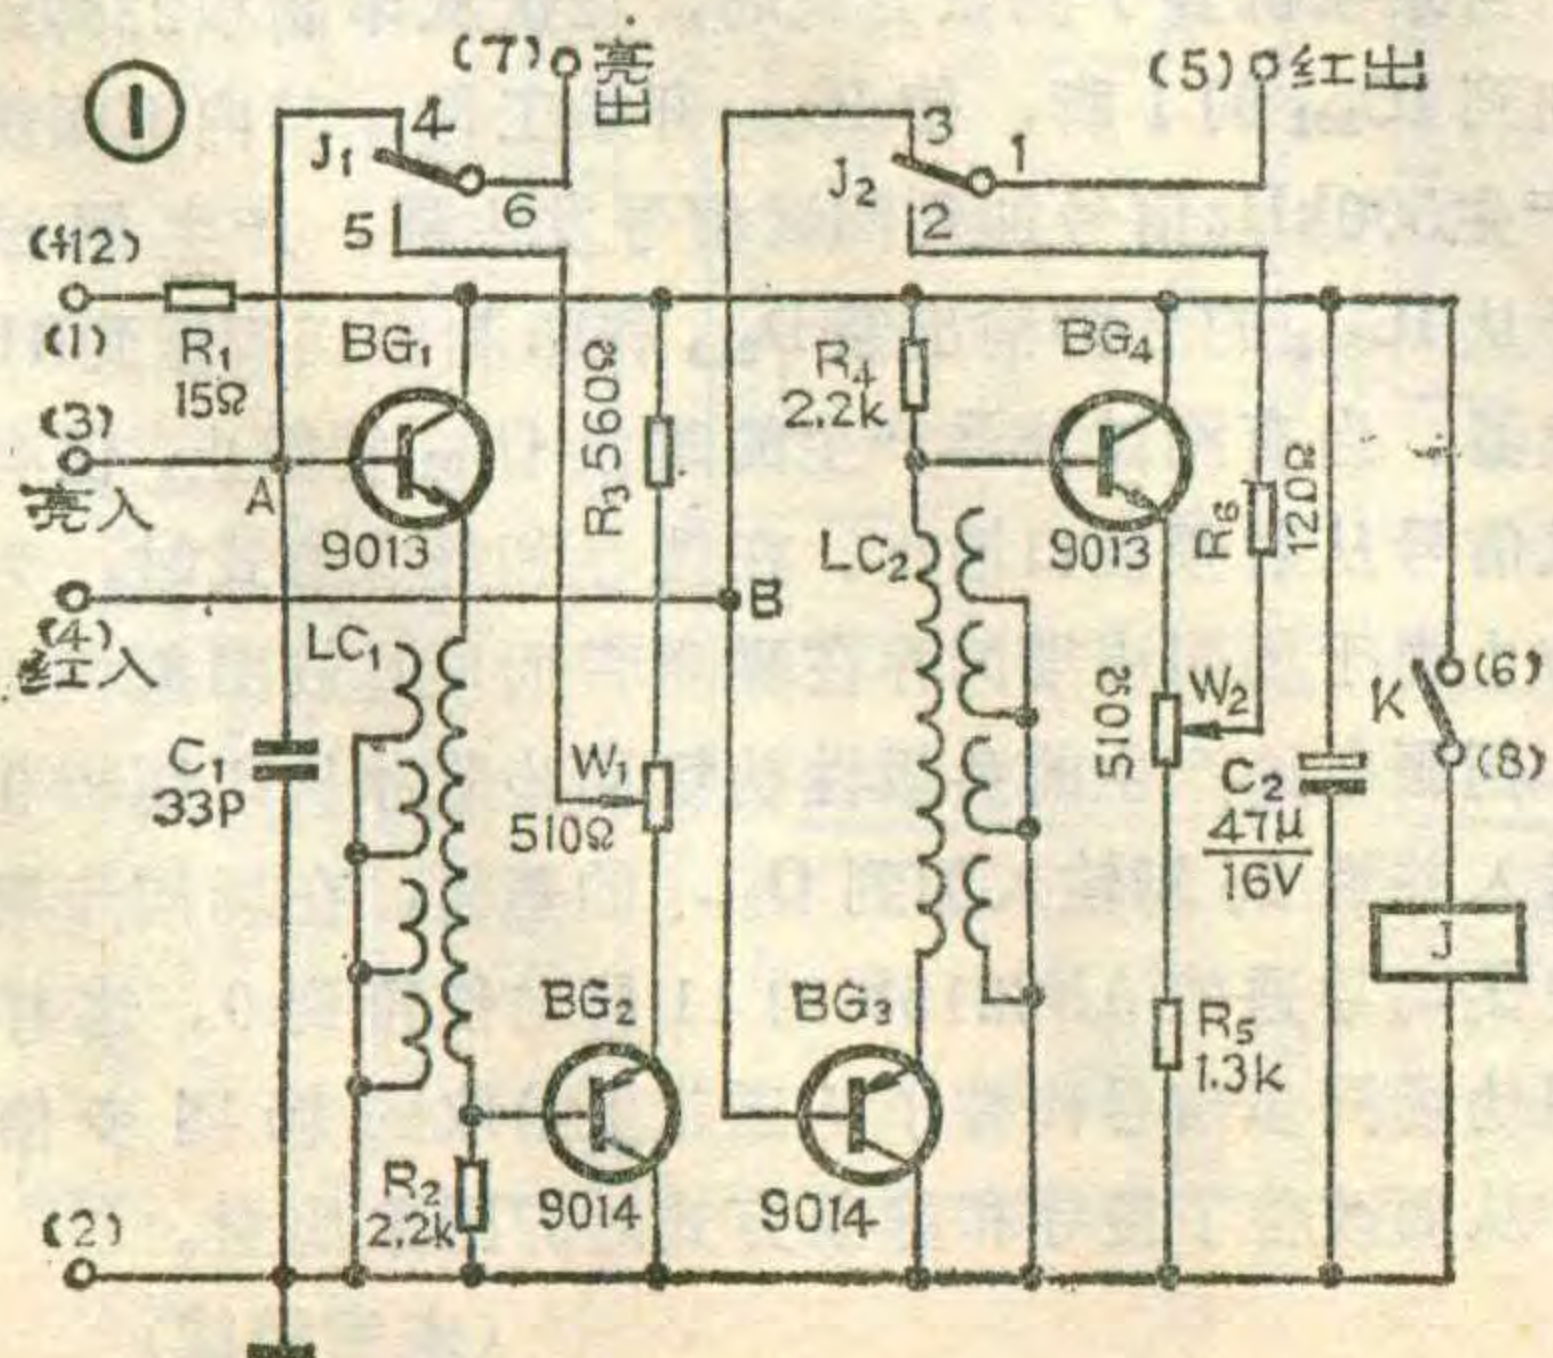 ①
(7) 亮出
(5) 红出
4
J₁
6
5
3
1
J₂
2
(+12)
(1)
R₁
15Ω
BG₁
9013
(3)
亮入
A
R₃ 560Ω
R₄
2.2k
BG₄
9013
LC₂
R₆
120Ω
(4)
红入
B
LC₁
C₁
33P
W₁
510Ω
510Ω
W₂
C₂
47μ
16V
K
(6)
(8)
J
BG₂
9014
BG₃
9014
R₅
1.3k
R₂
2.2k
(2)